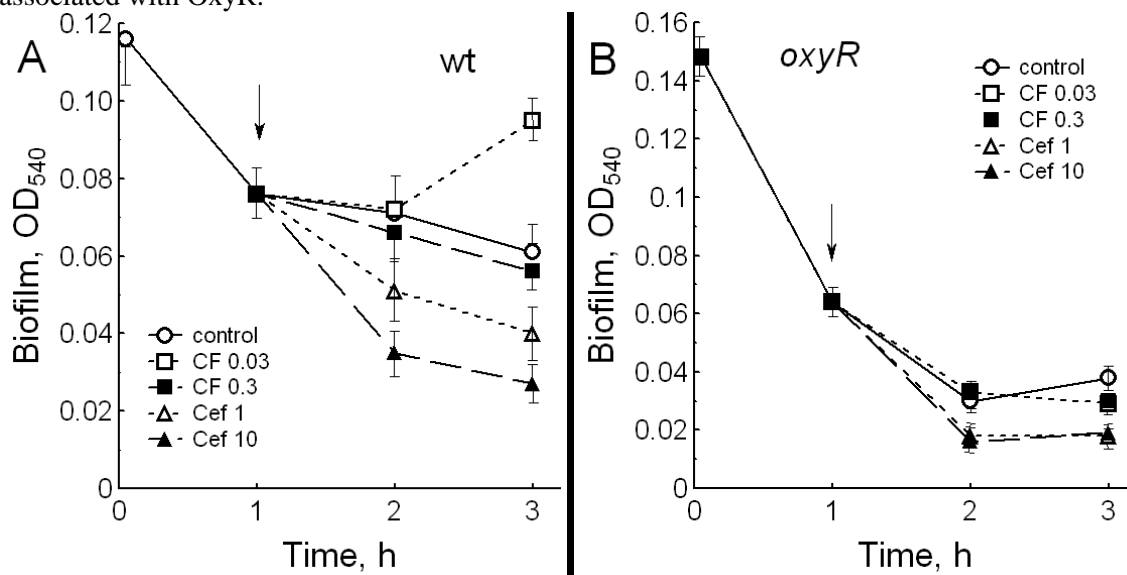 associated with OxyR.
A
wt
0.12
0.10
0.08
0.06
0.04
0.02
0
Biofilm, OD540
control
CF 0.03
CF 0.3
Cef 1
Cef 10
0 1 2 3
Time, h
B
oxyR
0.16
0.14
0.12
0.1
0.08
0.06
0.04
0.02
0
Biofilm, OD540
control
CF 0.03
CF 0.3
Cef 1
Cef 10
0 1 2 3
Time, h